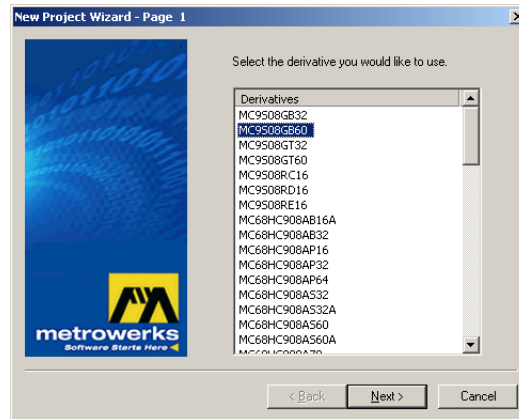 New Project Wizard - Page 1
Select the derivative you would like to use.
Derivatives
MC9S08GB32
MC9S08GB60
MC9S08GT32
MC9S08GT60
MC9S08RC16
MC9S08RD16
MC9S08RE16
MC68HC908AB16A
MC68HC908AB32
MC68HC908AP16
MC68HC908AP32
MC68HC908AP64
MC68HC908AS32
MC68HC908AS32A
MC68HC908AS60
MC68HC908AS60A
metrowerks
Software Starts Here
< Back
Next >
Cancel